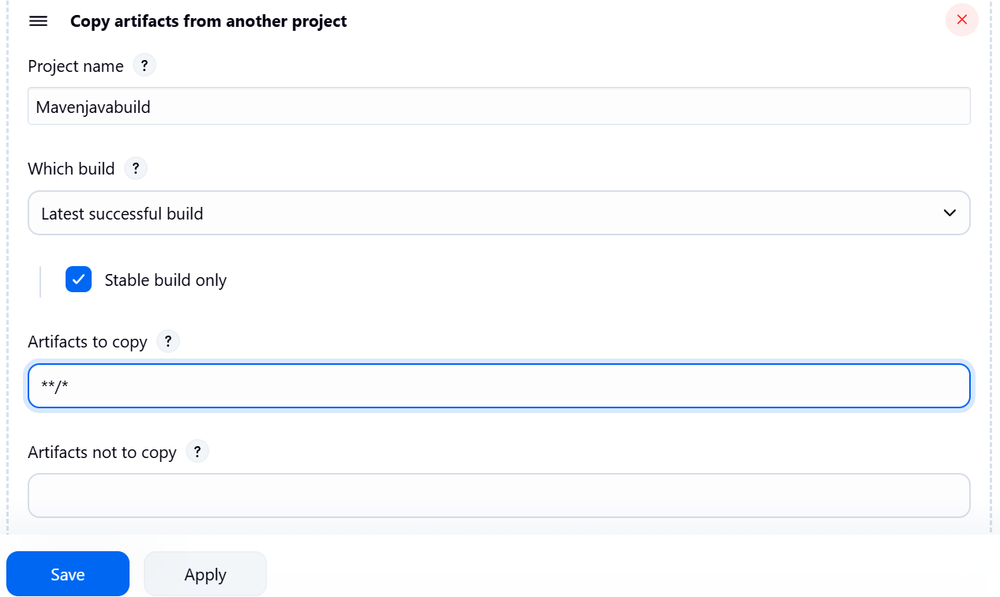 Copy artifacts from another project
Project name ?
Mavenjavabuild
Which build ?
Latest successful build
Stable build only
Artifacts to copy ?
**/*
Artifacts not to copy ?
Save Apply